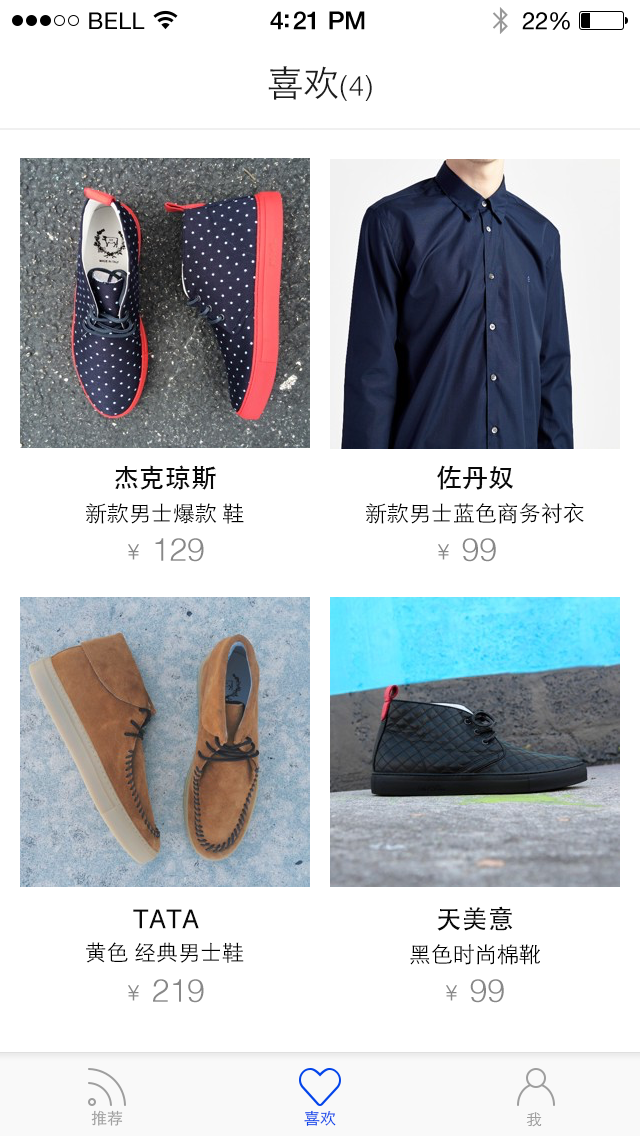 BELL 4:21 PM 22%
喜欢(4)
杰克琼斯
新款男士爆款 鞋
¥ 129
佐丹奴
新款男士蓝色商务衬衣
¥ 99
TATA
黄色 经典男士鞋
¥ 219
天美意
黑色时尚棉靴
¥ 99
推荐
喜欢
我